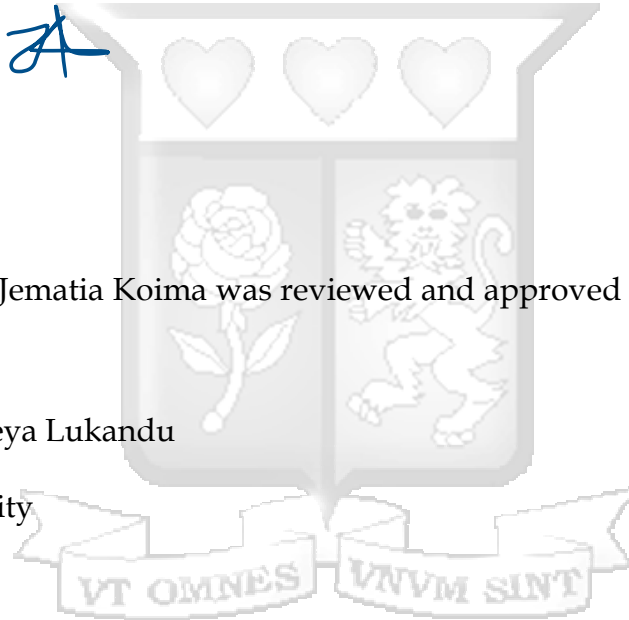 Jematia Koima was reviewed and approved
eya Lukandu
ity
VT OMNES VNVM SINT